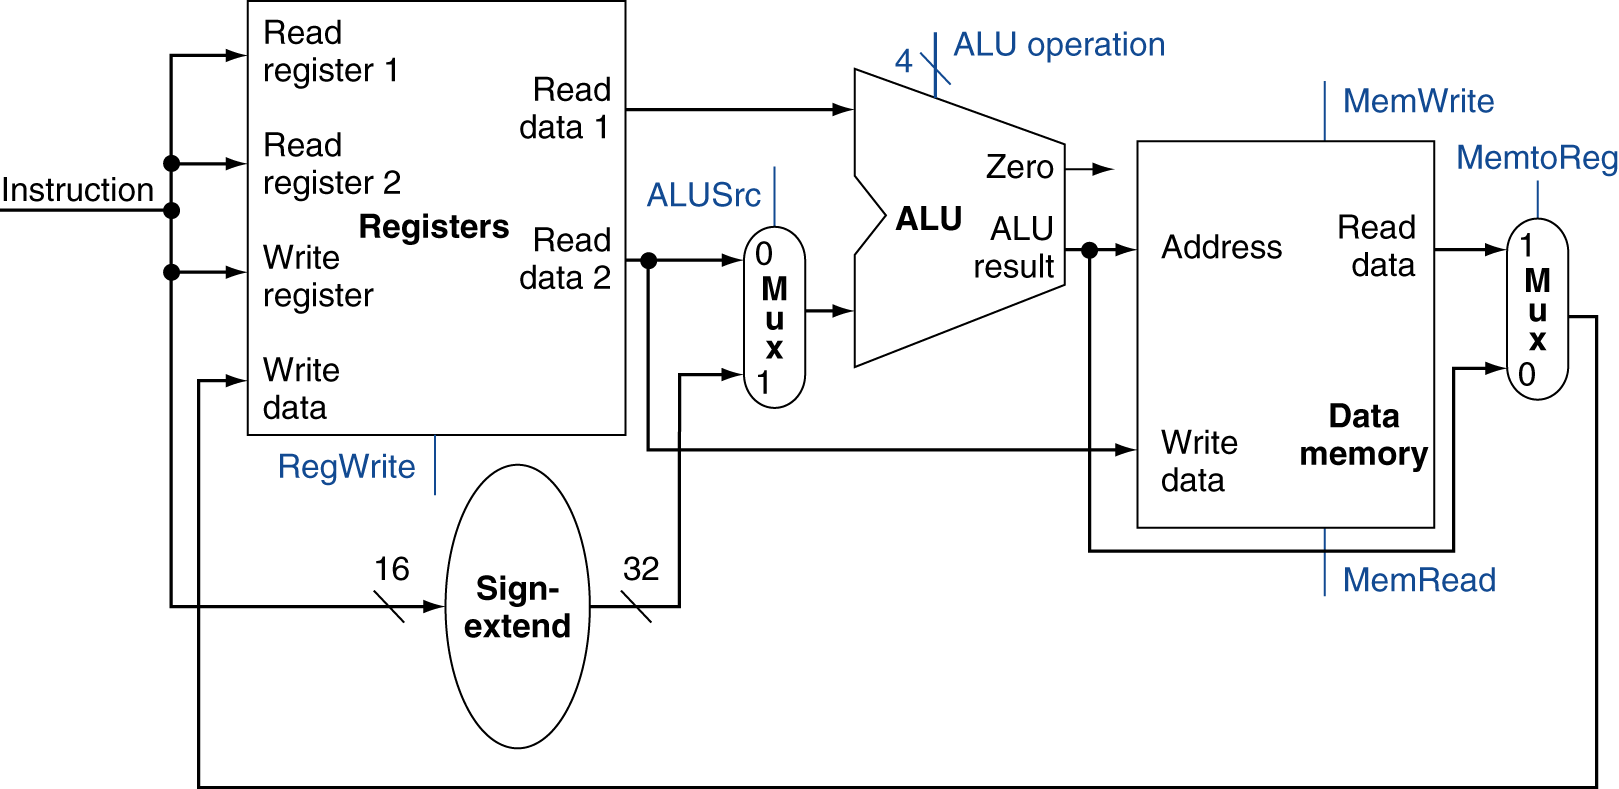 Instruction
Read
register 1
Read
register 2
Registers
Write
register
Write
data
Read
data 1
Read
data 2
RegWrite
16
Sign-
extend
32
ALUSrc
0
M
u
x
1
4
ALU operation
Zero
ALU
ALU
result
MemWrite
Address
Read
data
Write
data
Data
memory
MemRead
MemtoReg
1
M
u
x
0